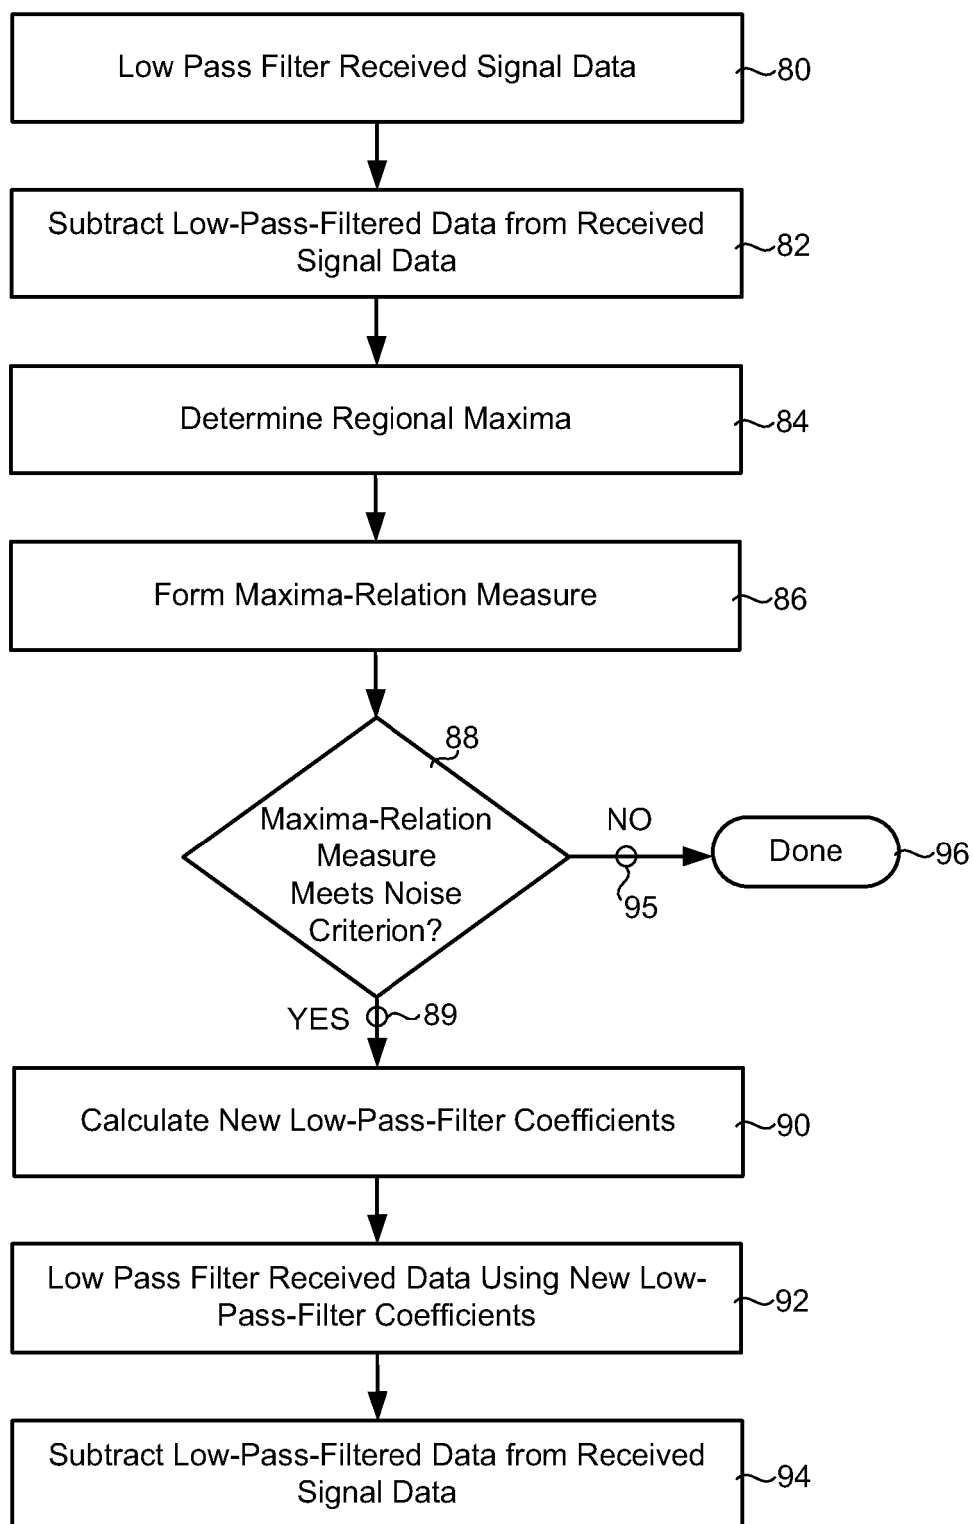 Low Pass Filter Received Signal Data
80
Subtract Low-Pass-Filtered Data from Received
Signal Data
82
Determine Regional Maxima
84
Form Maxima-Relation Measure
86
88
Maxima-Relation
Measure
Meets Noise
Criterion?
NO
95
Done
96
YES
89
Calculate New Low-Pass-Filter Coefficients
90
Low Pass Filter Received Data Using New Low-
Pass-Filter Coefficients
92
Subtract Low-Pass-Filtered Data from Received
Signal Data
94